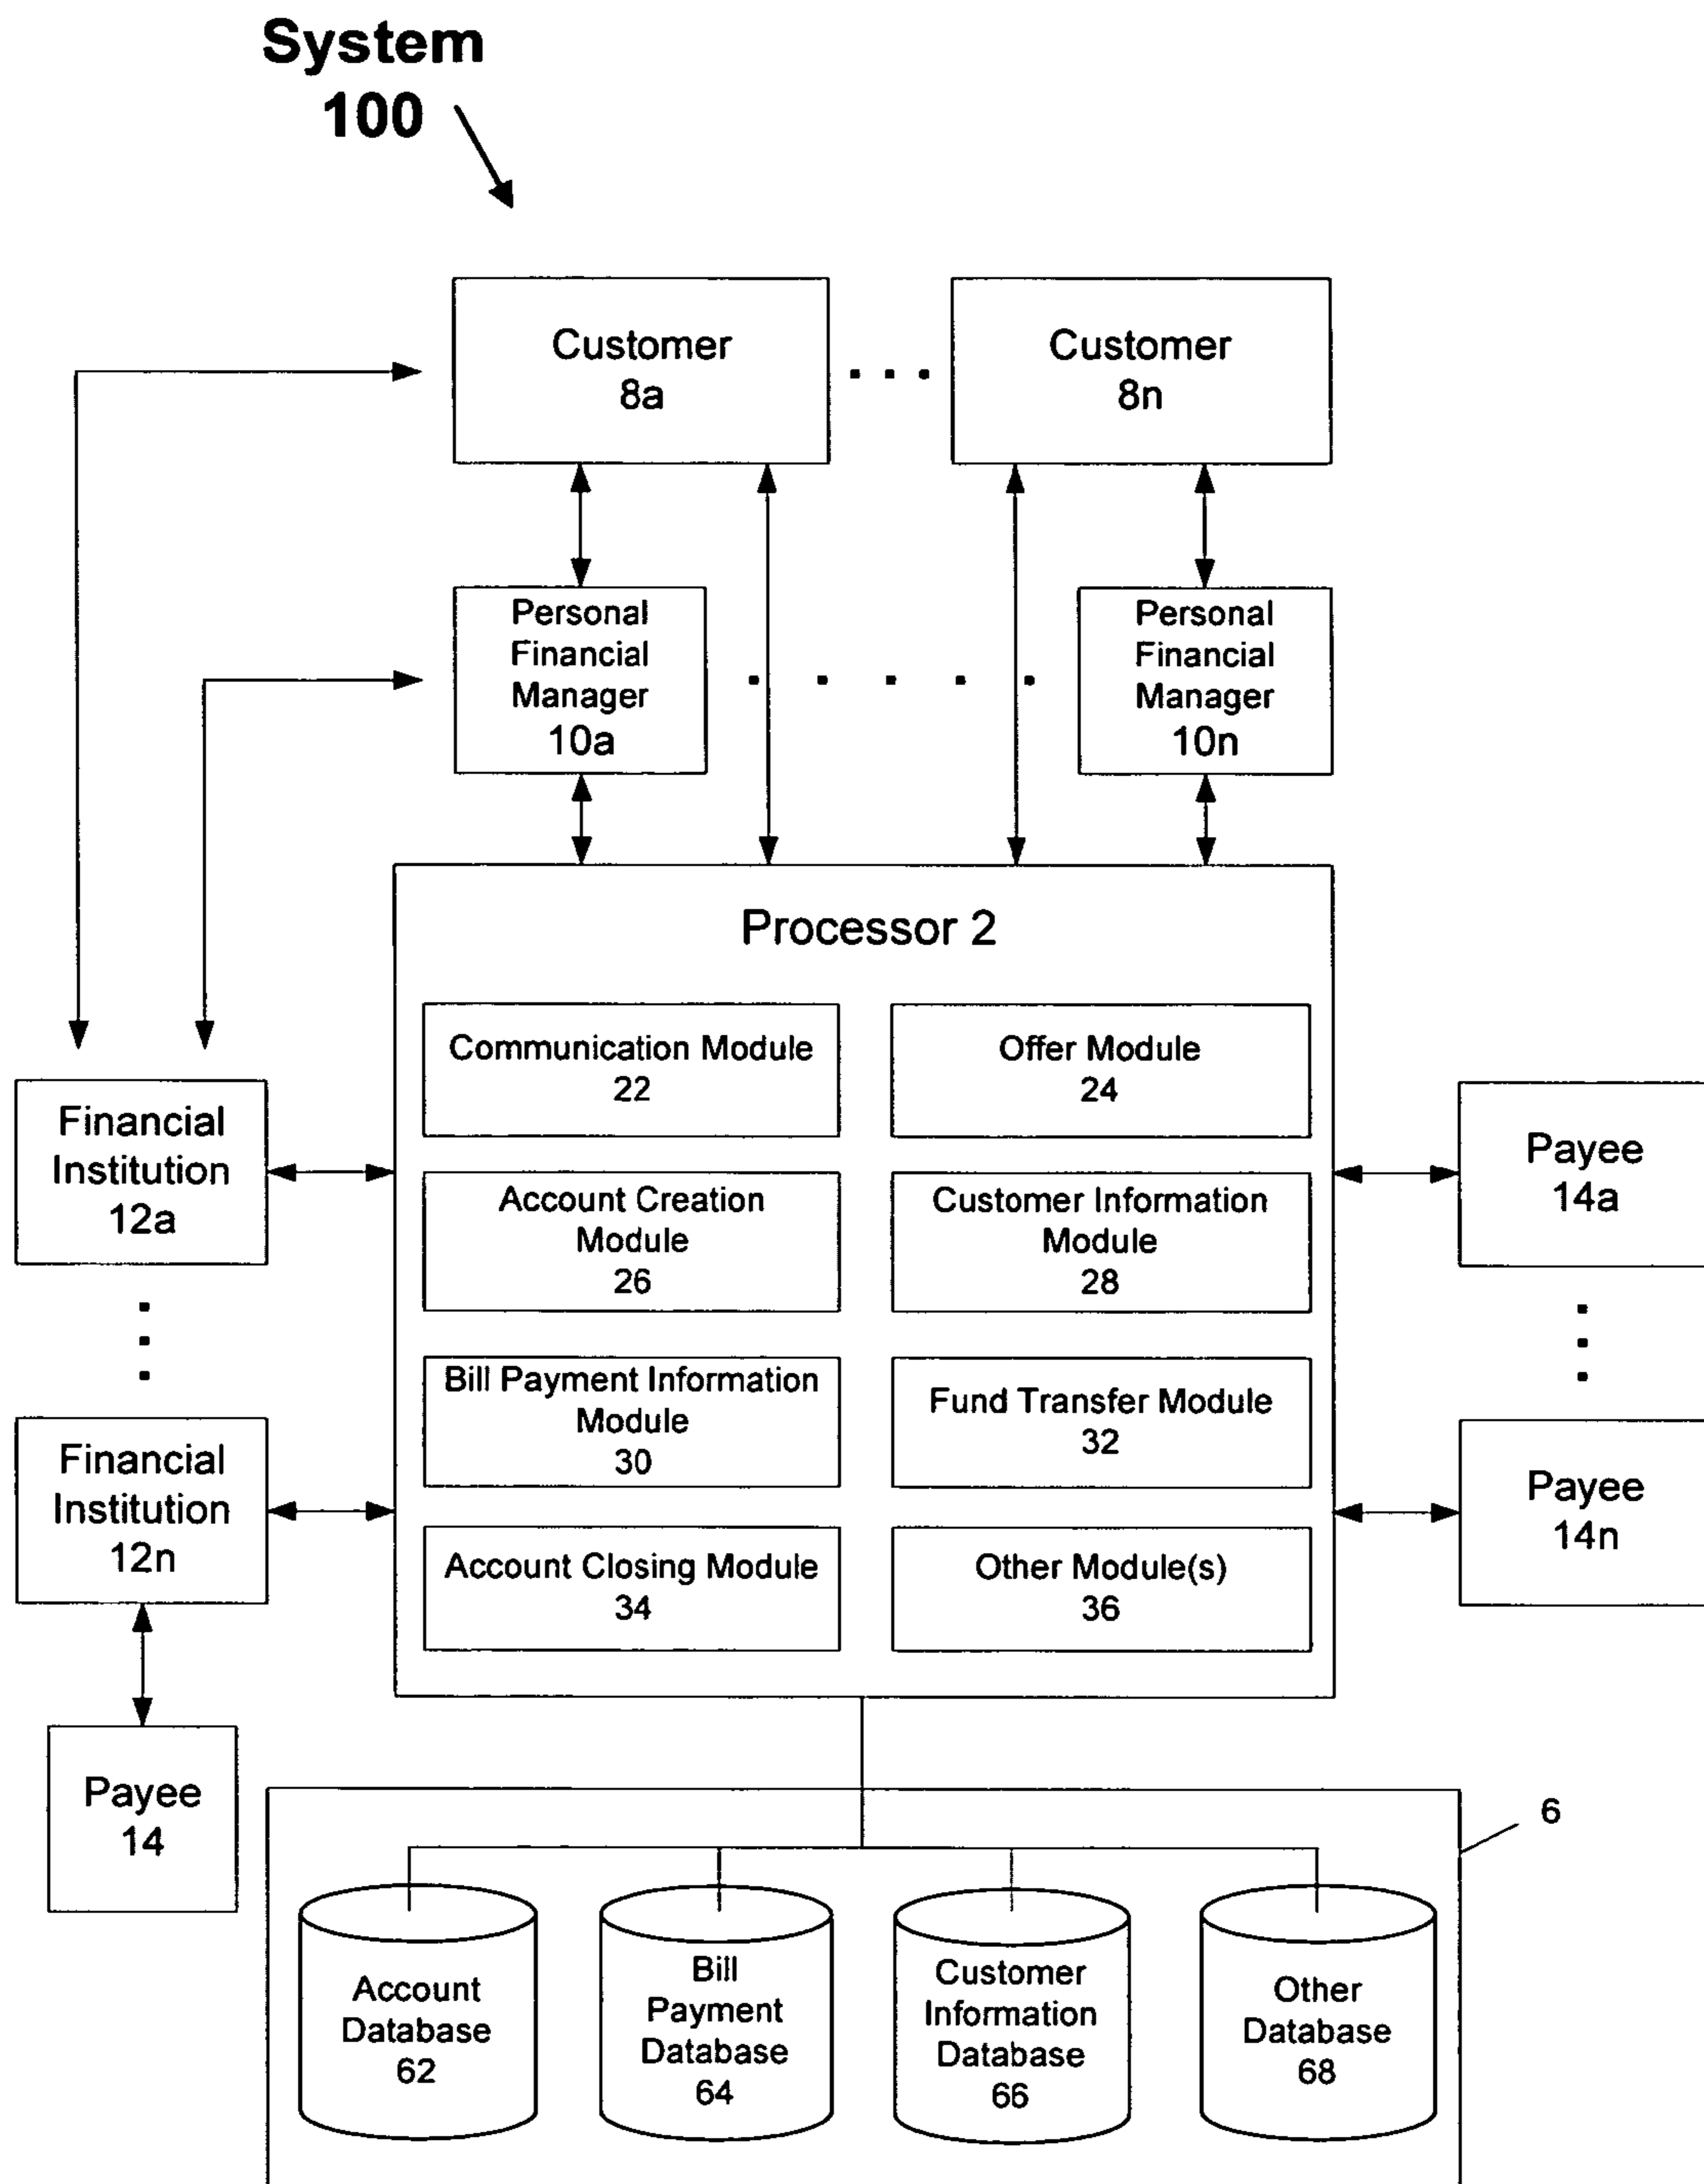 System
100
Customer
8a
Customer
8n
Personal
Financial
Manager
10a
Personal
Financial
Manager
10n
Processor 2
Communication Module
22
Offer Module
24
Account Creation
Module
26
Customer Information
Module
28
Bill Payment Information
Module
30
Fund Transfer Module
32
Account Closing Module
34
Other Module(s)
36
Financial
Institution
12a
Financial
Institution
12n
Payee
14
Payee
14a
Payee
14n
6
Account
Database
62
Bill
Payment
Database
64
Customer
Information
Database
66
Other
Database
68